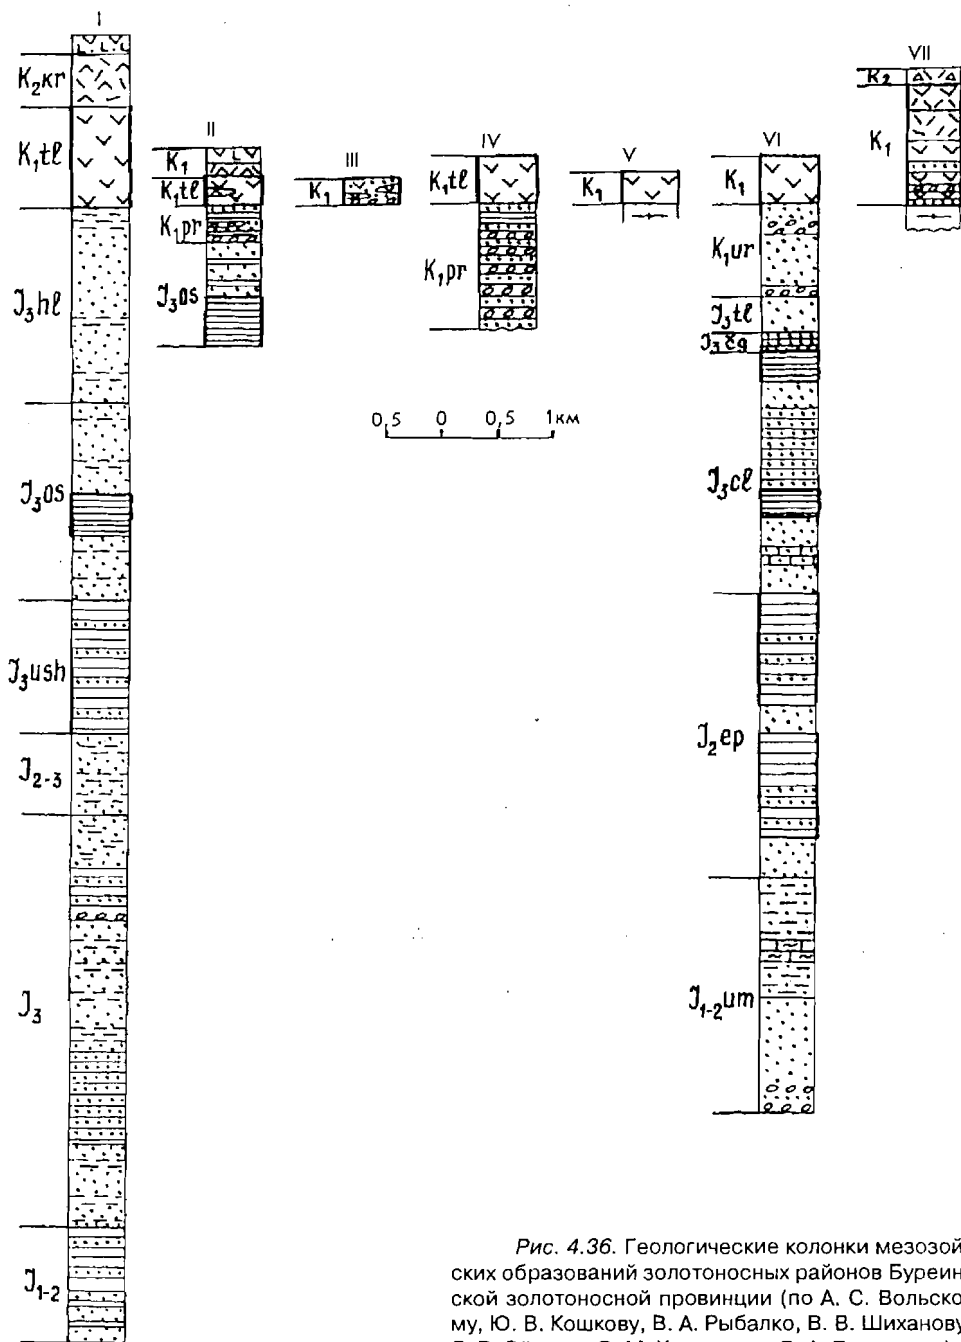 I
K₂кr
K₁tl
J₃hl
J₃os
J₃ush
J₂₋₃
J₃
J₁₋₂
II
K₁
K₁tl
K₁pr
J₃os
III
K₁
IV
K₁tl
K₁pr
V
K₁
VI
K₁
K₁ur
J₃tl
J₃cl
J₂ep
J₁₋₂um
VII
K₂
K₁
0,5 0 0,5 1км
Рис. 4.36. Геологические колонки мезозой-
ских образований золотоносных районов Буреин-
ской золотоносной провинции (по А. С. Вольско-
му, Ю. В. Кошкову, В. А. Рыбалко, В. В. Шиханову